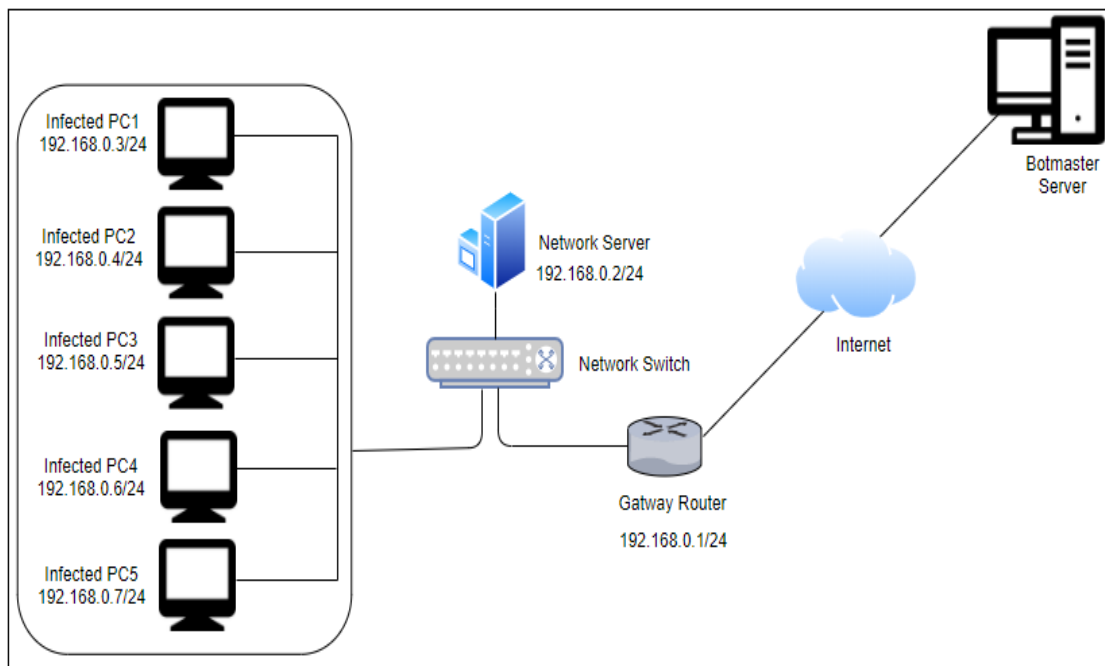 Infected PC1
192.168.0.3/24
Infected PC2
192.168.0.4/24
Infected PC3
192.168.0.5/24
Infected PC4
192.168.0.6/24
Infected PC5
192.168.0.7/24
Network Server
192.168.0.2/24
Network Switch
Gatway Router
192.168.0.1/24
Internet
Botmaster
Server